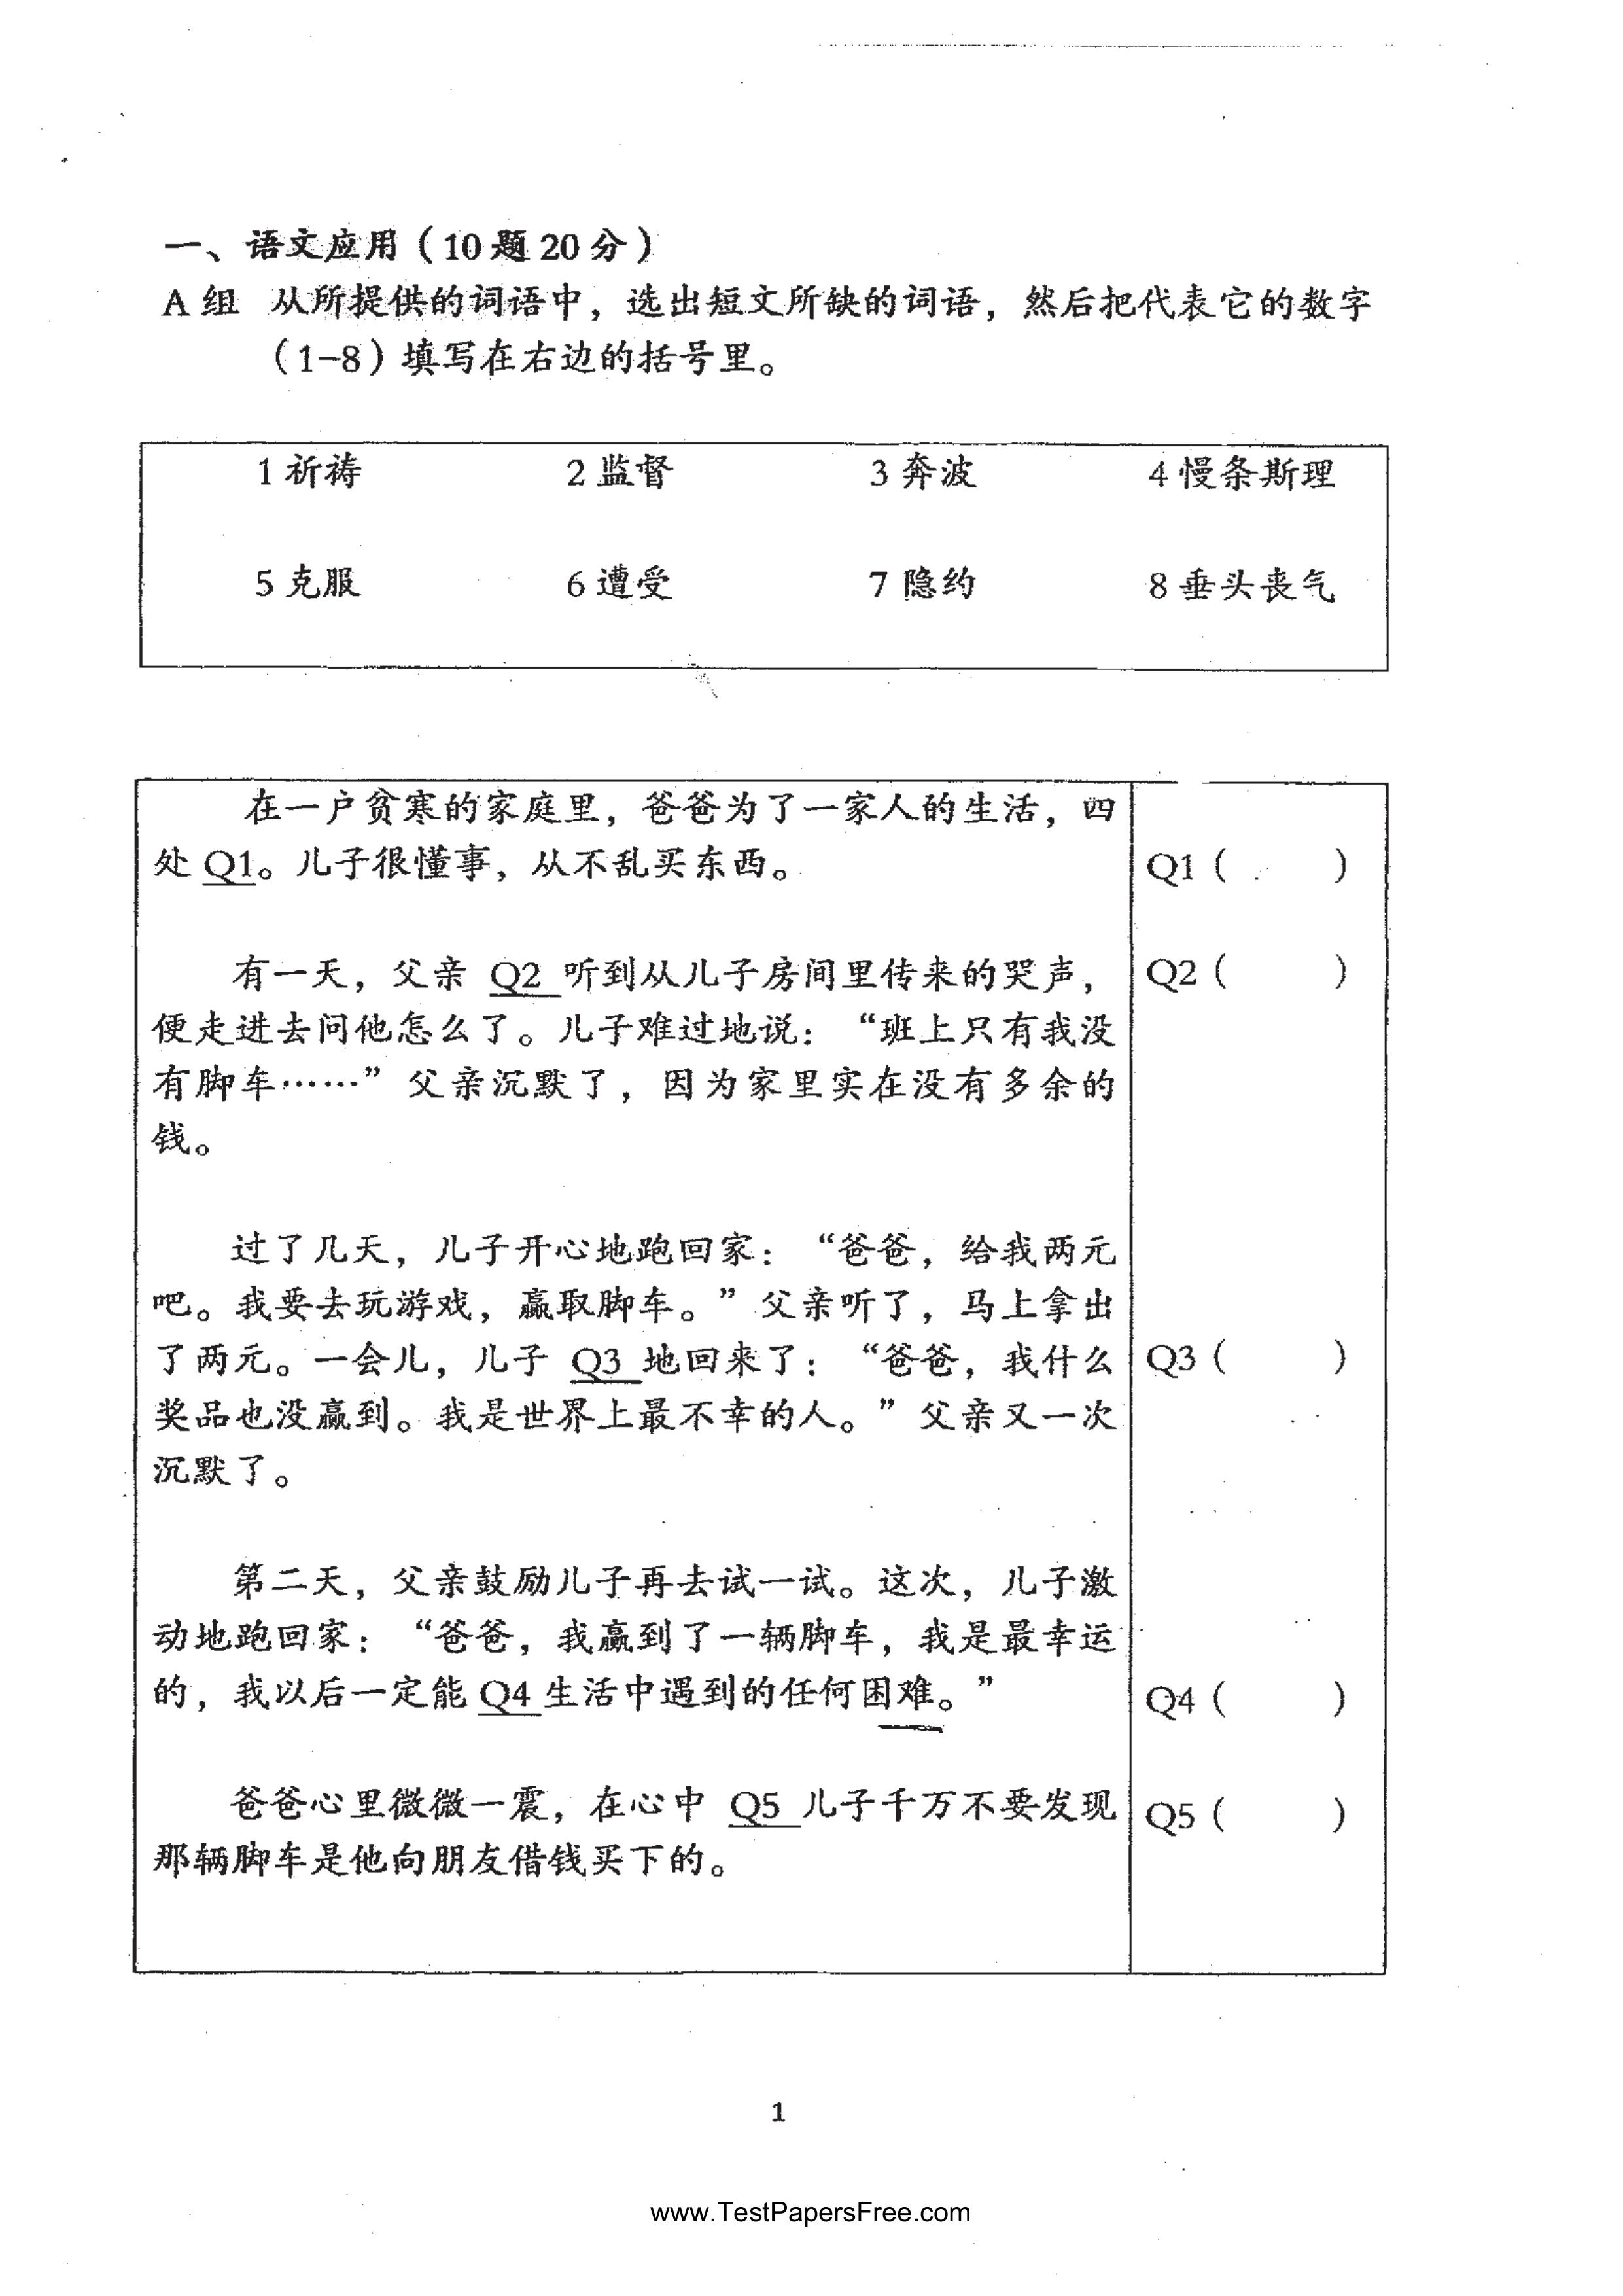 一、语文应用（10题20分）
A组 从所提供的词语中，选出短文所缺的词语，然后把代表它的数字
（1-8）填写在右边的括号里。
1 祈祷 2 监督 3 奔波 4 慢条斯理
5 克服 6 遭受 7 隐约 8 垂头丧气
在一户贫寒的家庭里，爸爸为了一家人的生活，四
处 Q1。儿子很懂事，从不乱买东西。
Q1（ ）
有一天，父亲 Q2 听到从儿子房间里传来的哭声，
Q2（ ）
便走进去问他怎么了。儿子难过地说：“班上只有我没
有脚车……”父亲沉默了，因为家里实在没有多余的
钱。
过了几天，儿子开心地跑回家：“爸爸，给我两元
吧。我要去玩游戏，赢取脚车。”父亲听了，马上拿出
了两元。一会儿，儿子 Q3 地回来了：“爸爸，我什么
Q3（ ）
奖品也没赢到。我是世界上最不幸的人。”父亲又一次
沉默了。
第二天，父亲鼓励儿子再去试一试。这次，儿子激
动地跑回家：“爸爸，我赢到了一辆脚车，我是最幸运
的，我以后一定能 Q4 生活中遇到的任何困难。”
Q4（ ）
爸爸心里微微一震，在心中 Q5 儿子千万不要发现
Q5（ ）
那辆脚车是他向朋友借钱买下的。
1
www.TestPapersFree.com